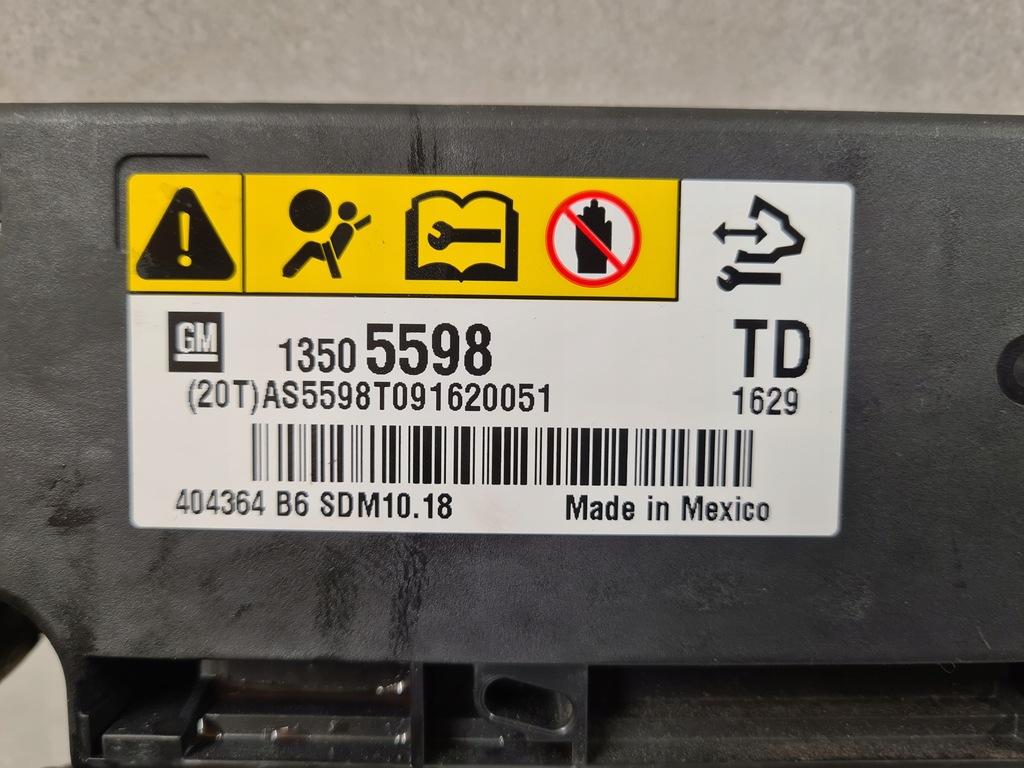 GM
1350 5598
TD
(20T)AS5598T091620051
1629
404364 B6 SDM10.18
Made in Mexico